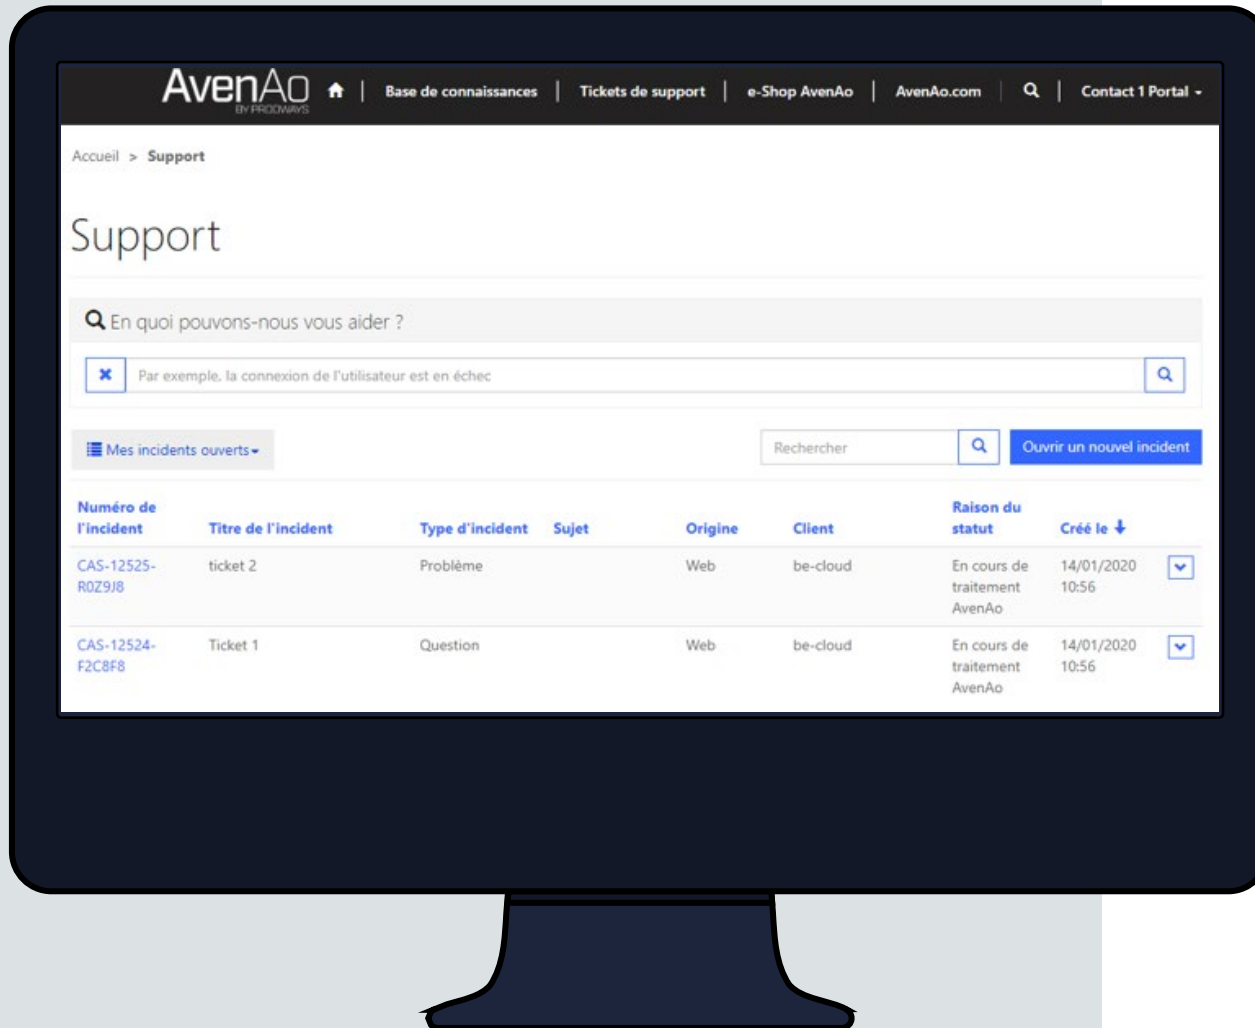 AvenAo
BY PRODWAYS
Base de connaissances | Tickets de support | e-Shop AvenAo | AvenAo.com | | Contact 1 Portal
Accueil > Support
Support
En quoi pouvons-nous vous aider ?
Par exemple, la connexion de l'utilisateur est en échec
Mes incidents ouverts
Rechercher
Ouvrir un nouvel incident
Numéro de
l'incident
Titre de l'incident
Type d'incident
Sujet
Origine
Client
Raison du
statut
Créé le
CAS-12525-
R0Z9J8
ticket 2
Problème
Web
be-cloud
En cours de
traitement
AvenAo
14/01/2020
10:56
CAS-12524-
F2C8F8
Ticket 1
Question
Web
be-cloud
En cours de
traitement
AvenAo
14/01/2020
10:56